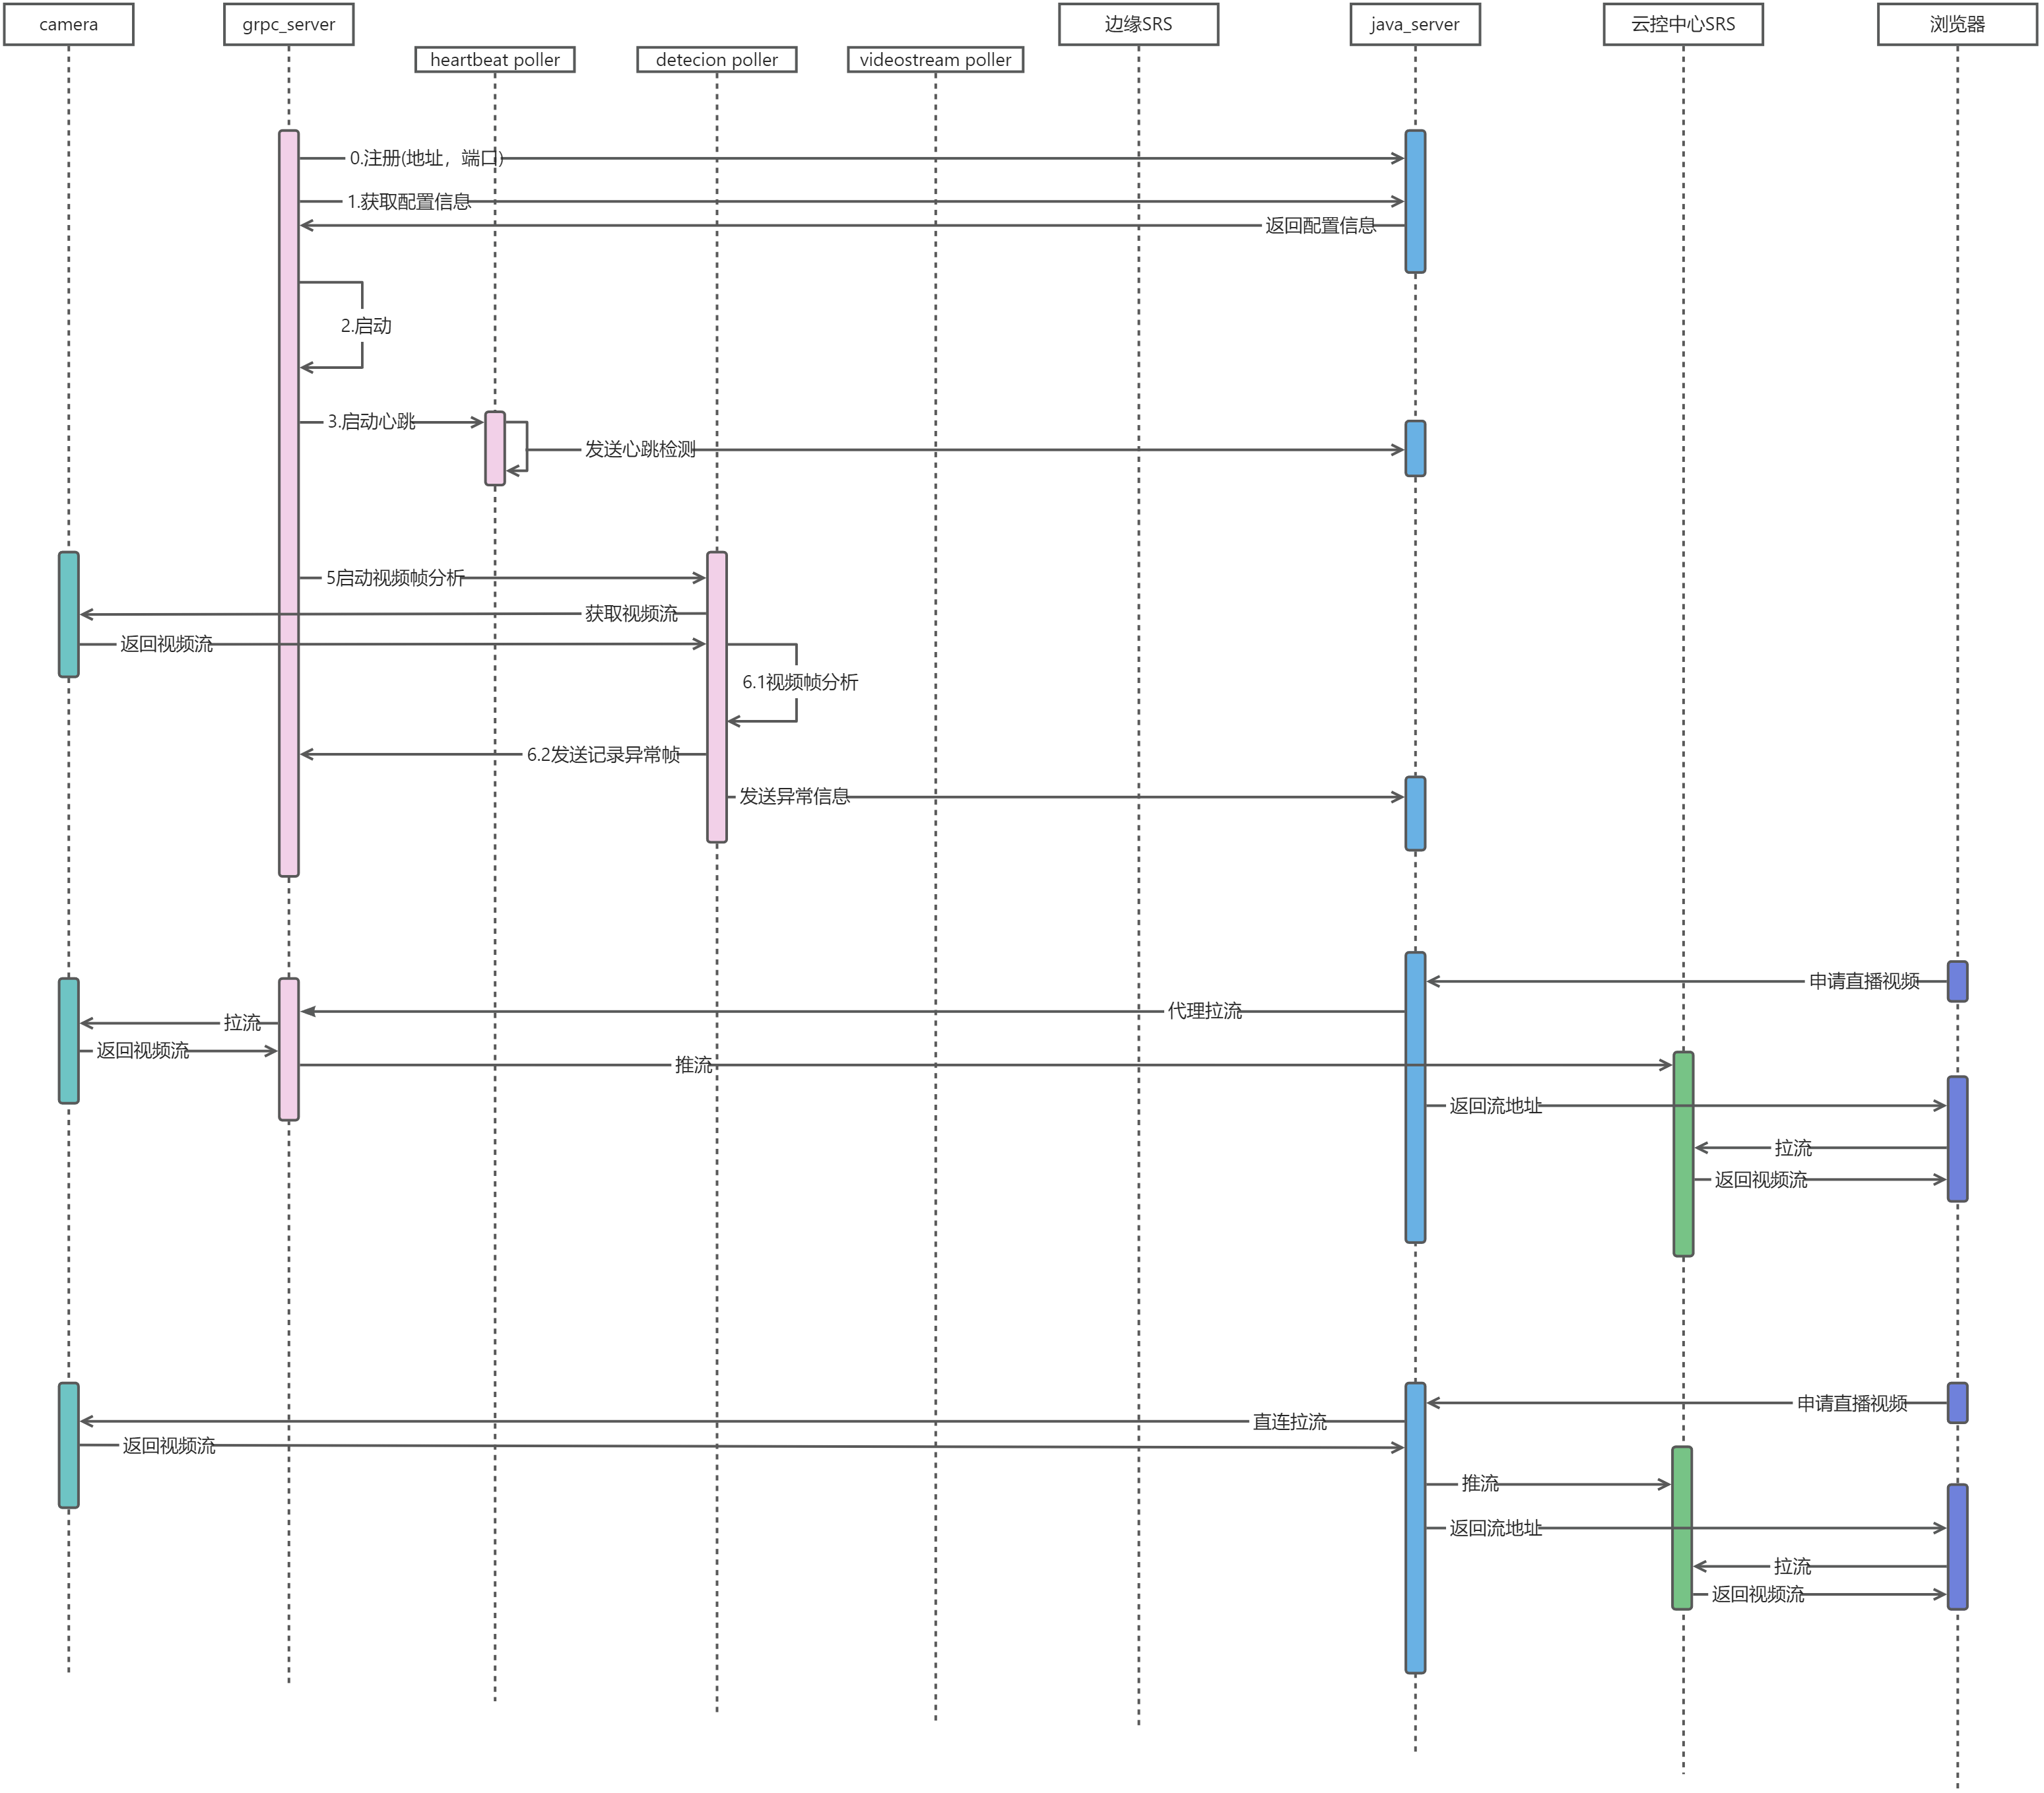 camera
grpc_server
边缘SRS
java_server
云控中心SRS
浏览器
heartbeat poller
detecion poller
videostream poller
0.注册(地址，端口)
1.获取配置信息
返回配置信息
2.启动
3.启动心跳
发送心跳检测
5启动视频帧分析
获取视频流
返回视频流
6.1视频帧分析
6.2发送记录异常帧
发送异常信息
申请直播视频
代理拉流
拉流
返回视频流
推流
返回流地址
拉流
返回视频流
申请直播视频
直连拉流
返回视频流
推流
返回流地址
拉流
返回视频流